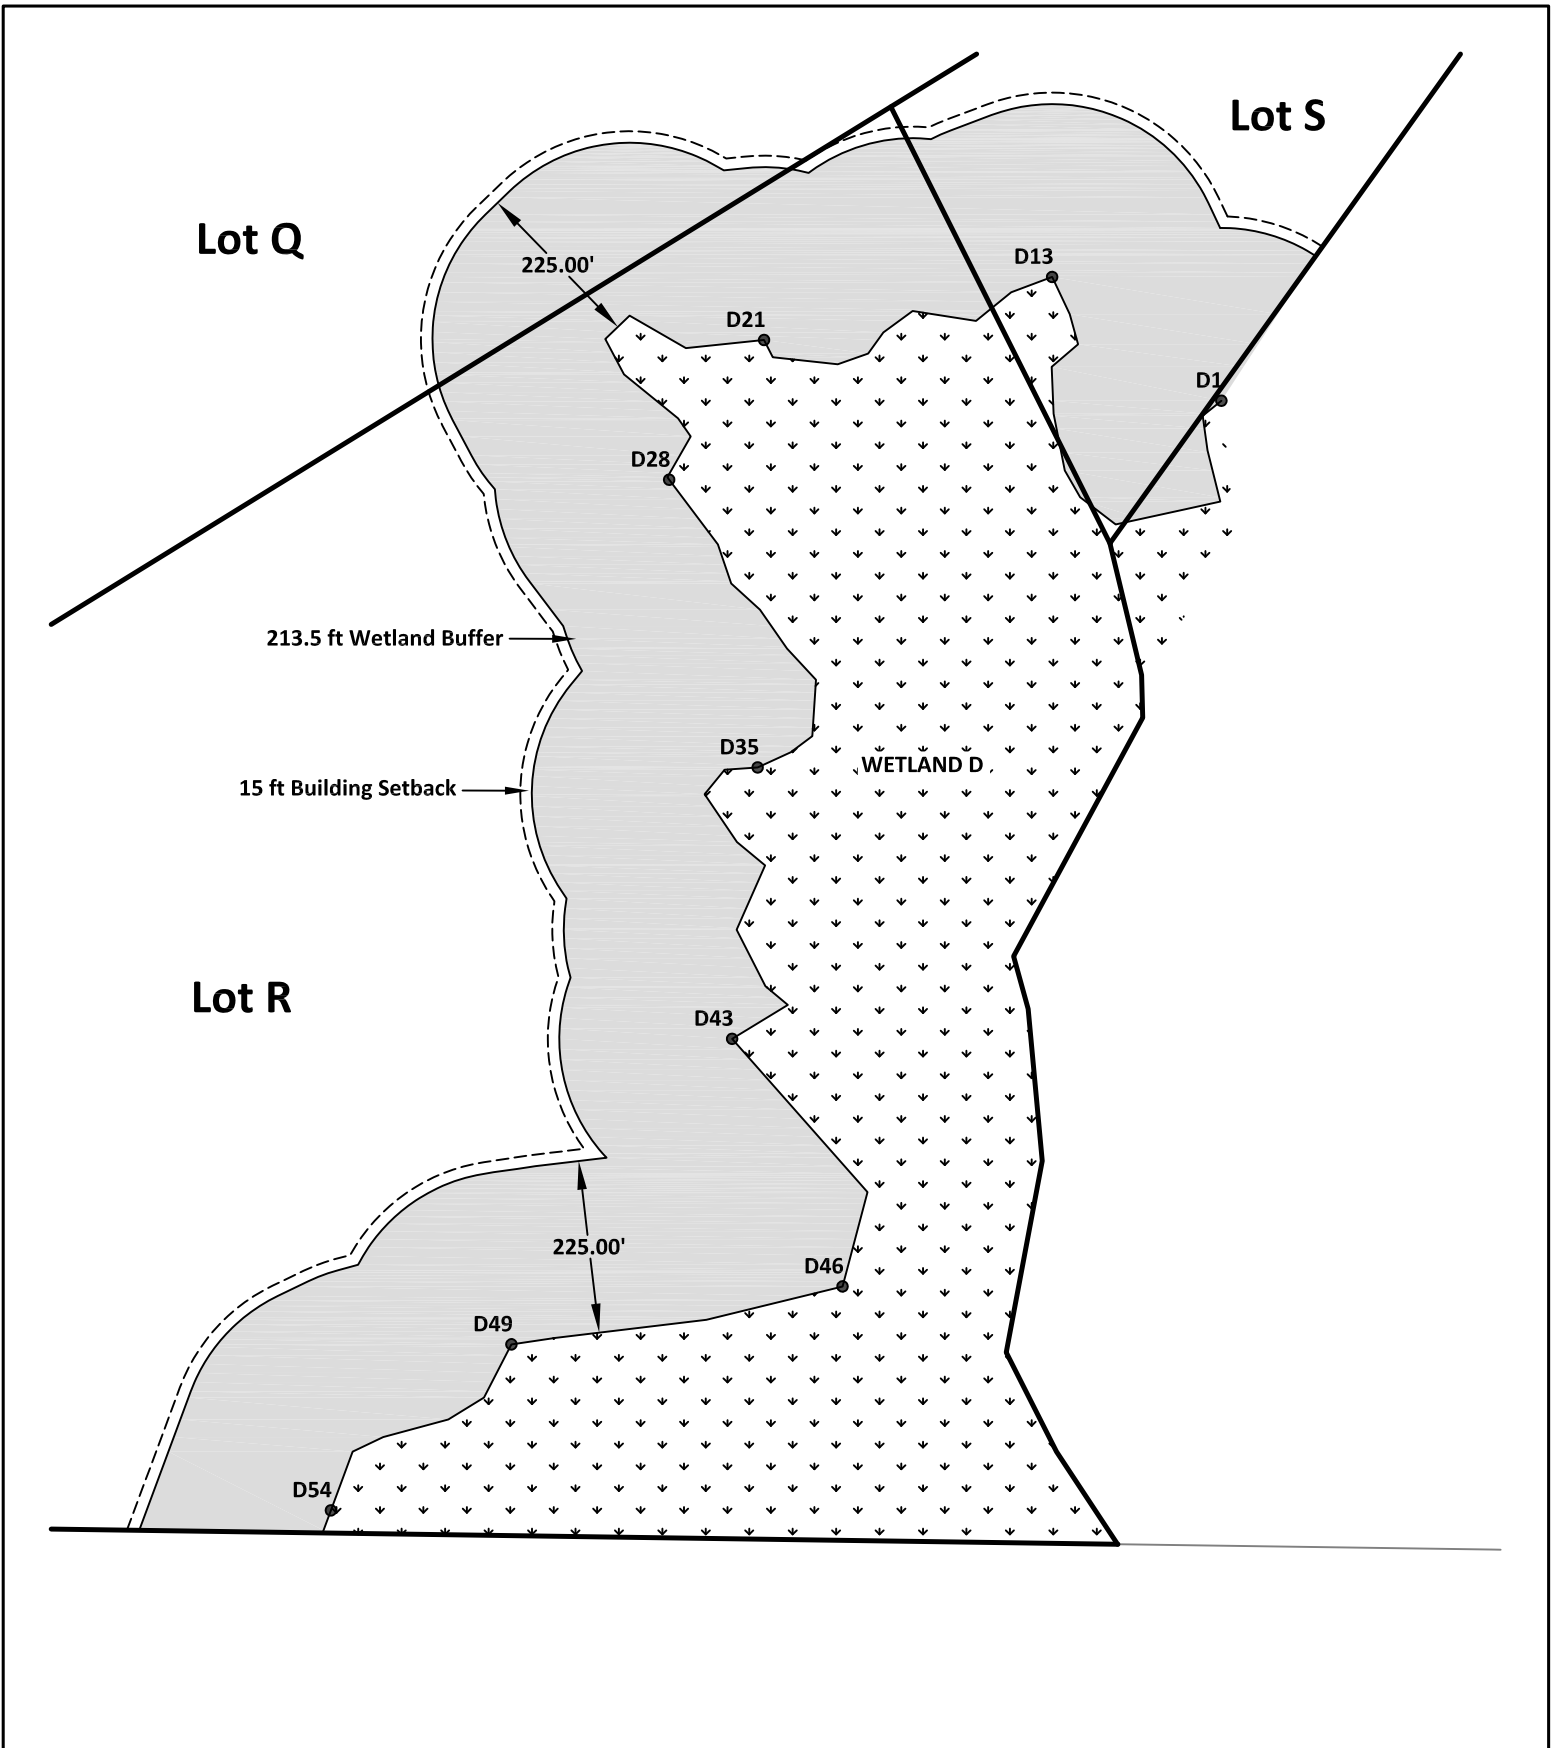 Lot S
Lot Q
D13
225.00'
D21
D1
D28
213.5 ft Wetland Buffer
D35
WETLAND D
15 ft Building Setback
Lot R
D43
225.00'
D46
D49
D54